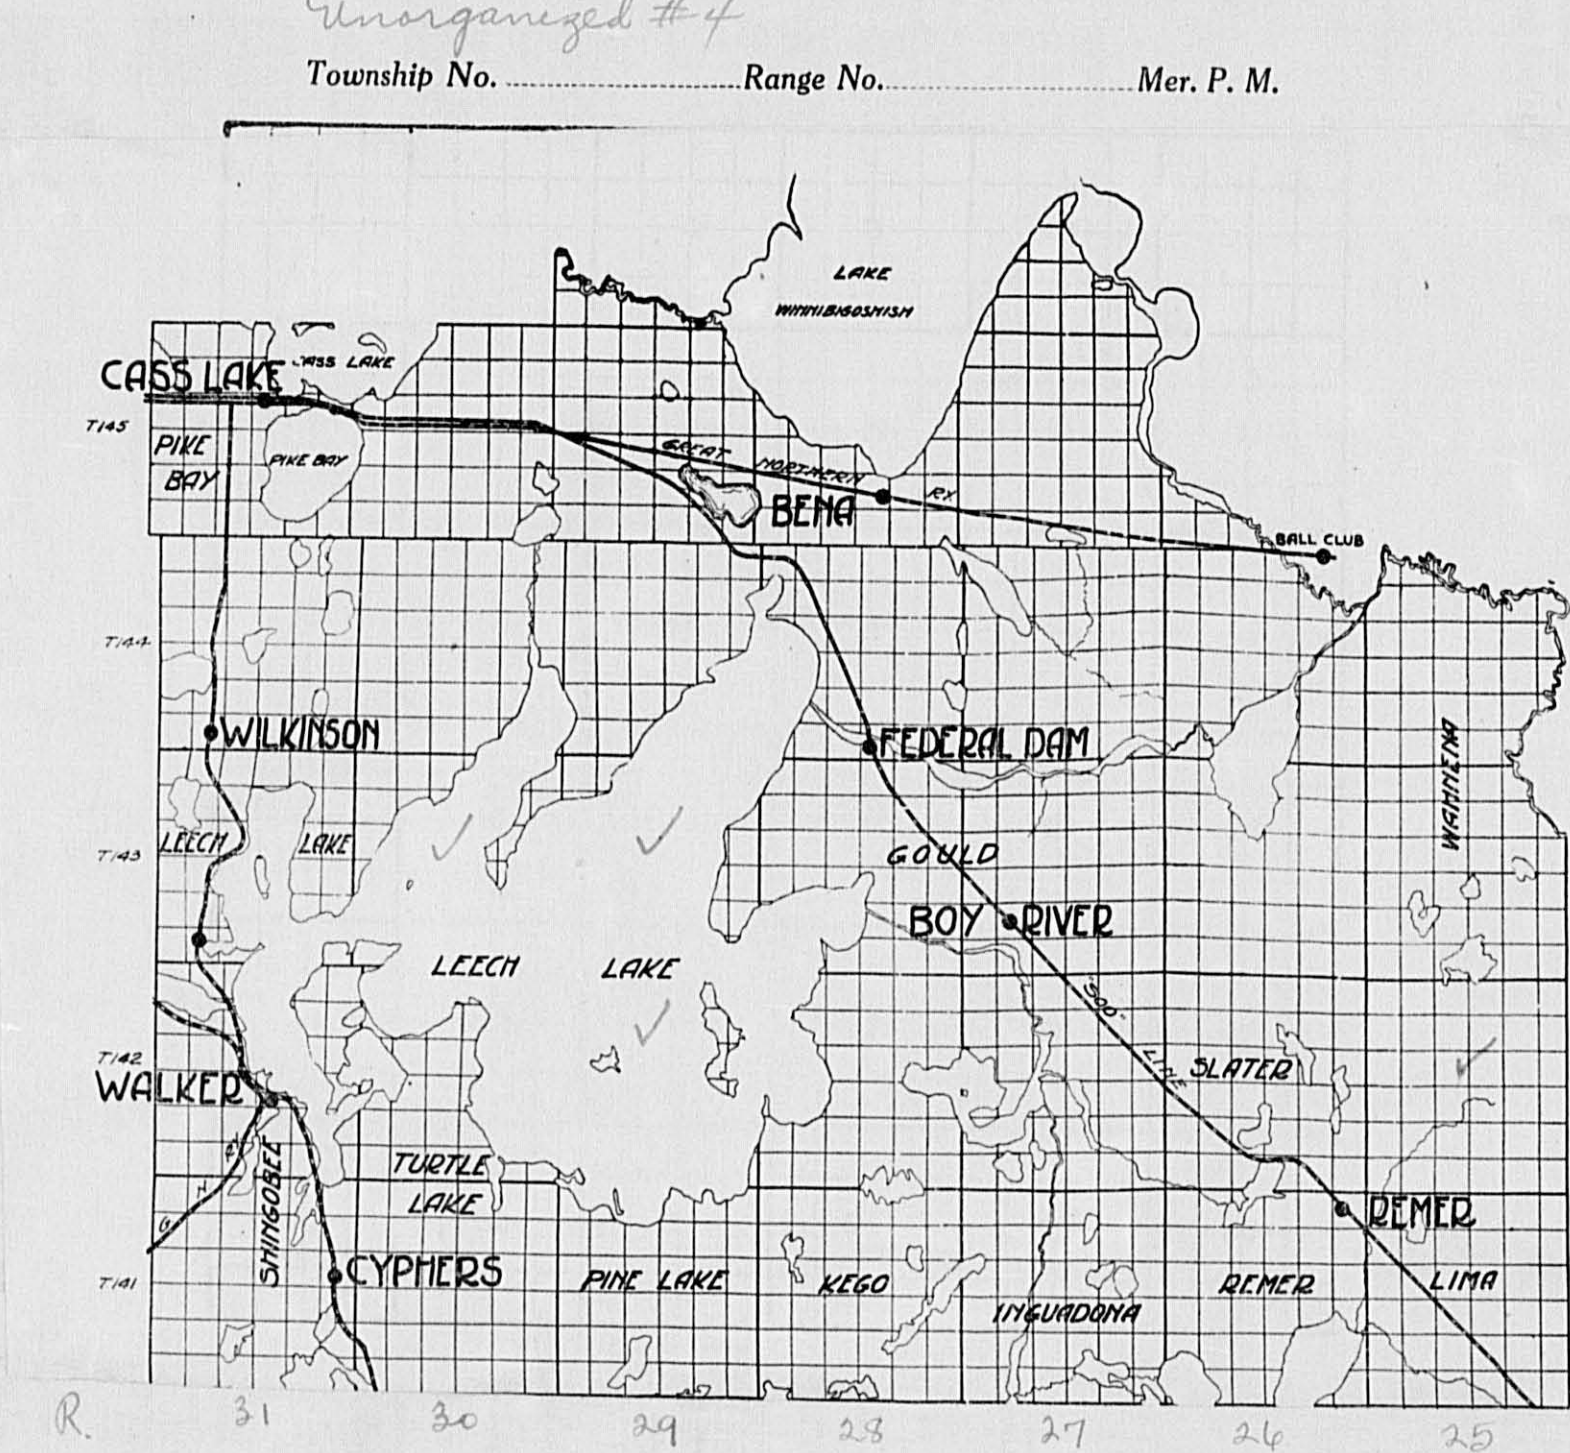 Unorganized #4
Township No. Range No. Mer. P. M.
LAKE
WINNIBIGOSHISH
CASS LAKE
CASS LAKE
T145
PIKE
BAY
PIKE BAY
GREAT NORTHERN RY
BENA
BALL CLUB
T144
WILKINSON
FEDERAL DAM
WAHNENA
LEECH LAKE
T143
GOULD
BOY RIVER
LEECH LAKE
"SOO" LINE
T142
SLATER
WALKER
SHINGOBEE
G N RY
TURTLE
LAKE
REMER
T141
CYPHERS
PINE LAKE
KEGO
INGUADONA
REMER
LIMA
R. 31 30 29 28 27 26 25